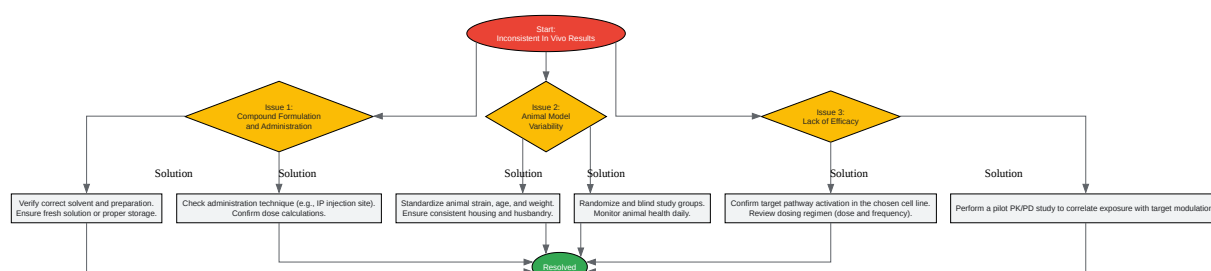 Start:
Inconsistent In Vivo Results
Issue 1:
Compound Formulation
and Administration
Issue 2:
Animal Model
Variability
Issue 3:
Lack of Efficacy
Solution
Solution
Solution
Solution
Solution
Solution
Verify correct solvent and preparation.
Ensure fresh solution or proper storage.
Check administration technique (e.g., IP injection site).
Confirm dose calculations.
Standardize animal strain, age, and weight.
Ensure consistent housing and husbandry.
Randomize and blind study groups.
Monitor animal health daily.
Confirm target pathway activation in the chosen cell line.
Review dosing regimen (dose and frequency).
Perform a pilot PK/PD study to correlate exposure with target modulation
Resolved